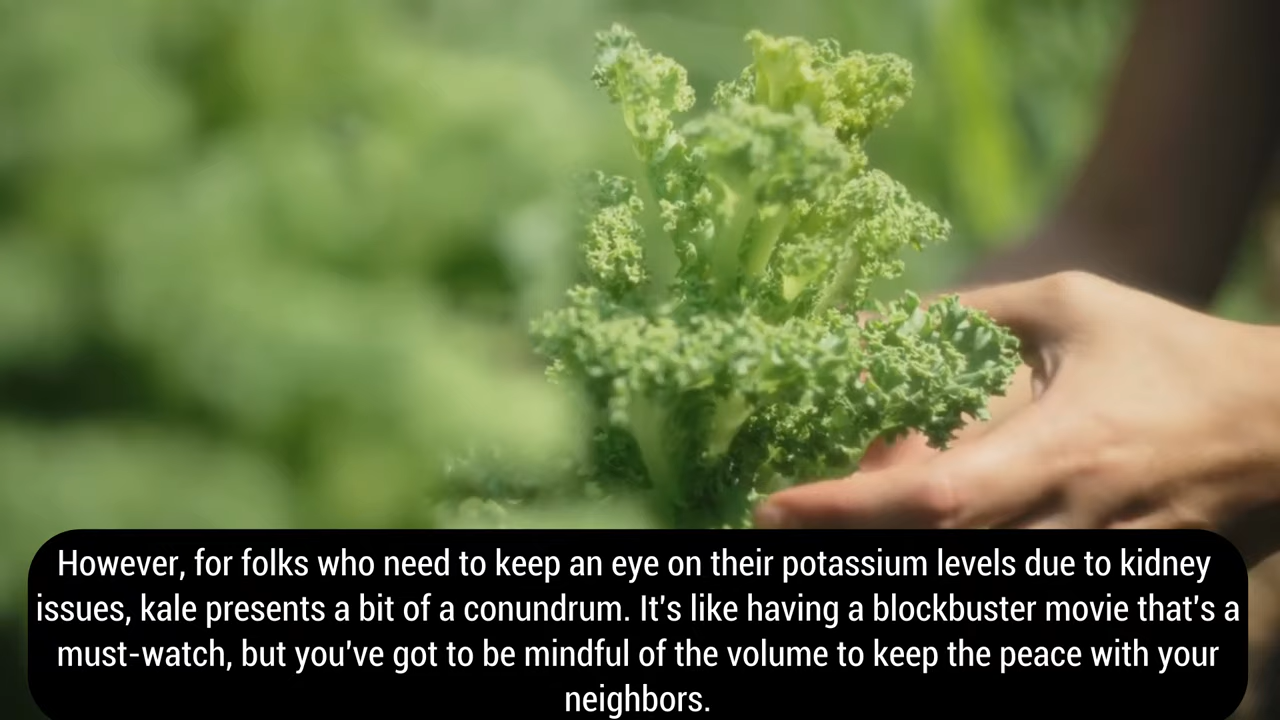 However, for folks who need to keep an eye on their potassium levels due to kidney
issues, kale presents a bit of a conundrum. It's like having a blockbuster movie that's a
must-watch, but you've got to be mindful of the volume to keep the peace with your
neighbors.